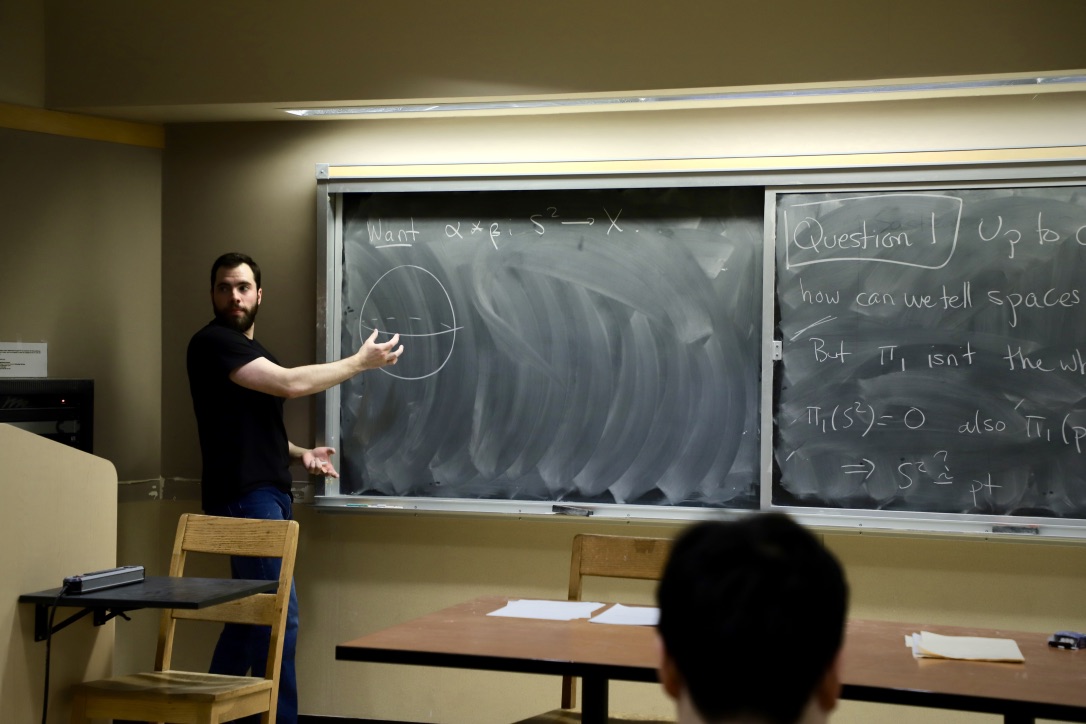 Want α * β : S² → X.
Question 1 Up to
how can we tell spaces
But π₁ isn't the wh
π₁(S²) = 0 also π₁(p
⇒ S² ≃? pt